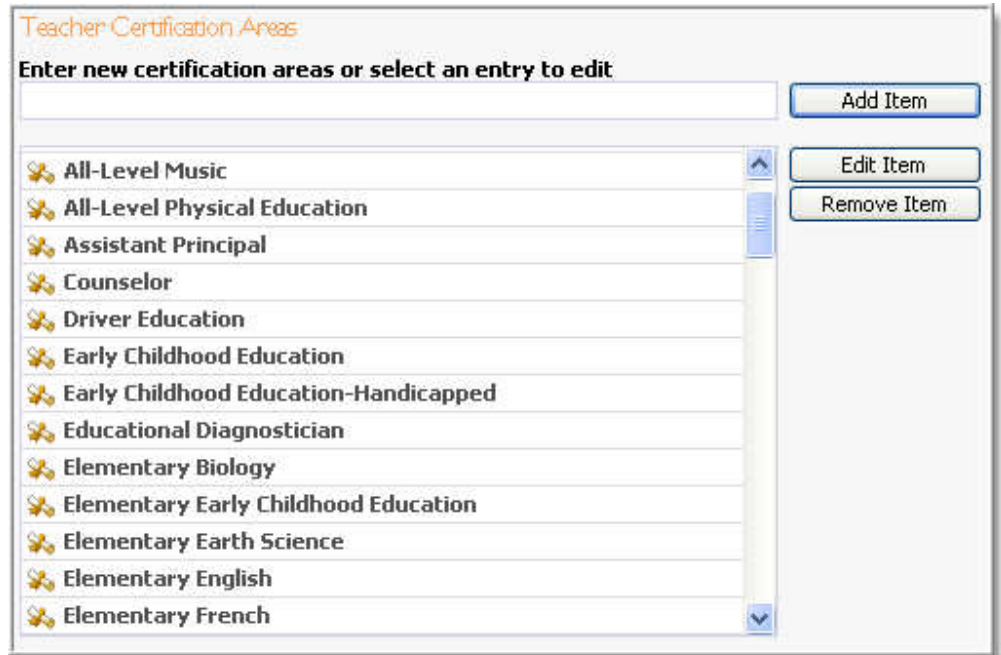 Teacher Certification Areas
Enter new certification areas or select an entry to edit
Add Item
All-Level Music
Edit Item
All-Level Physical Education
Remove Item
Assistant Principal
Counselor
Driver Education
Early Childhood Education
Early Childhood Education-Handicapped
Educational Diagnostician
Elementary Biology
Elementary Early Childhood Education
Elementary Earth Science
Elementary English
Elementary French